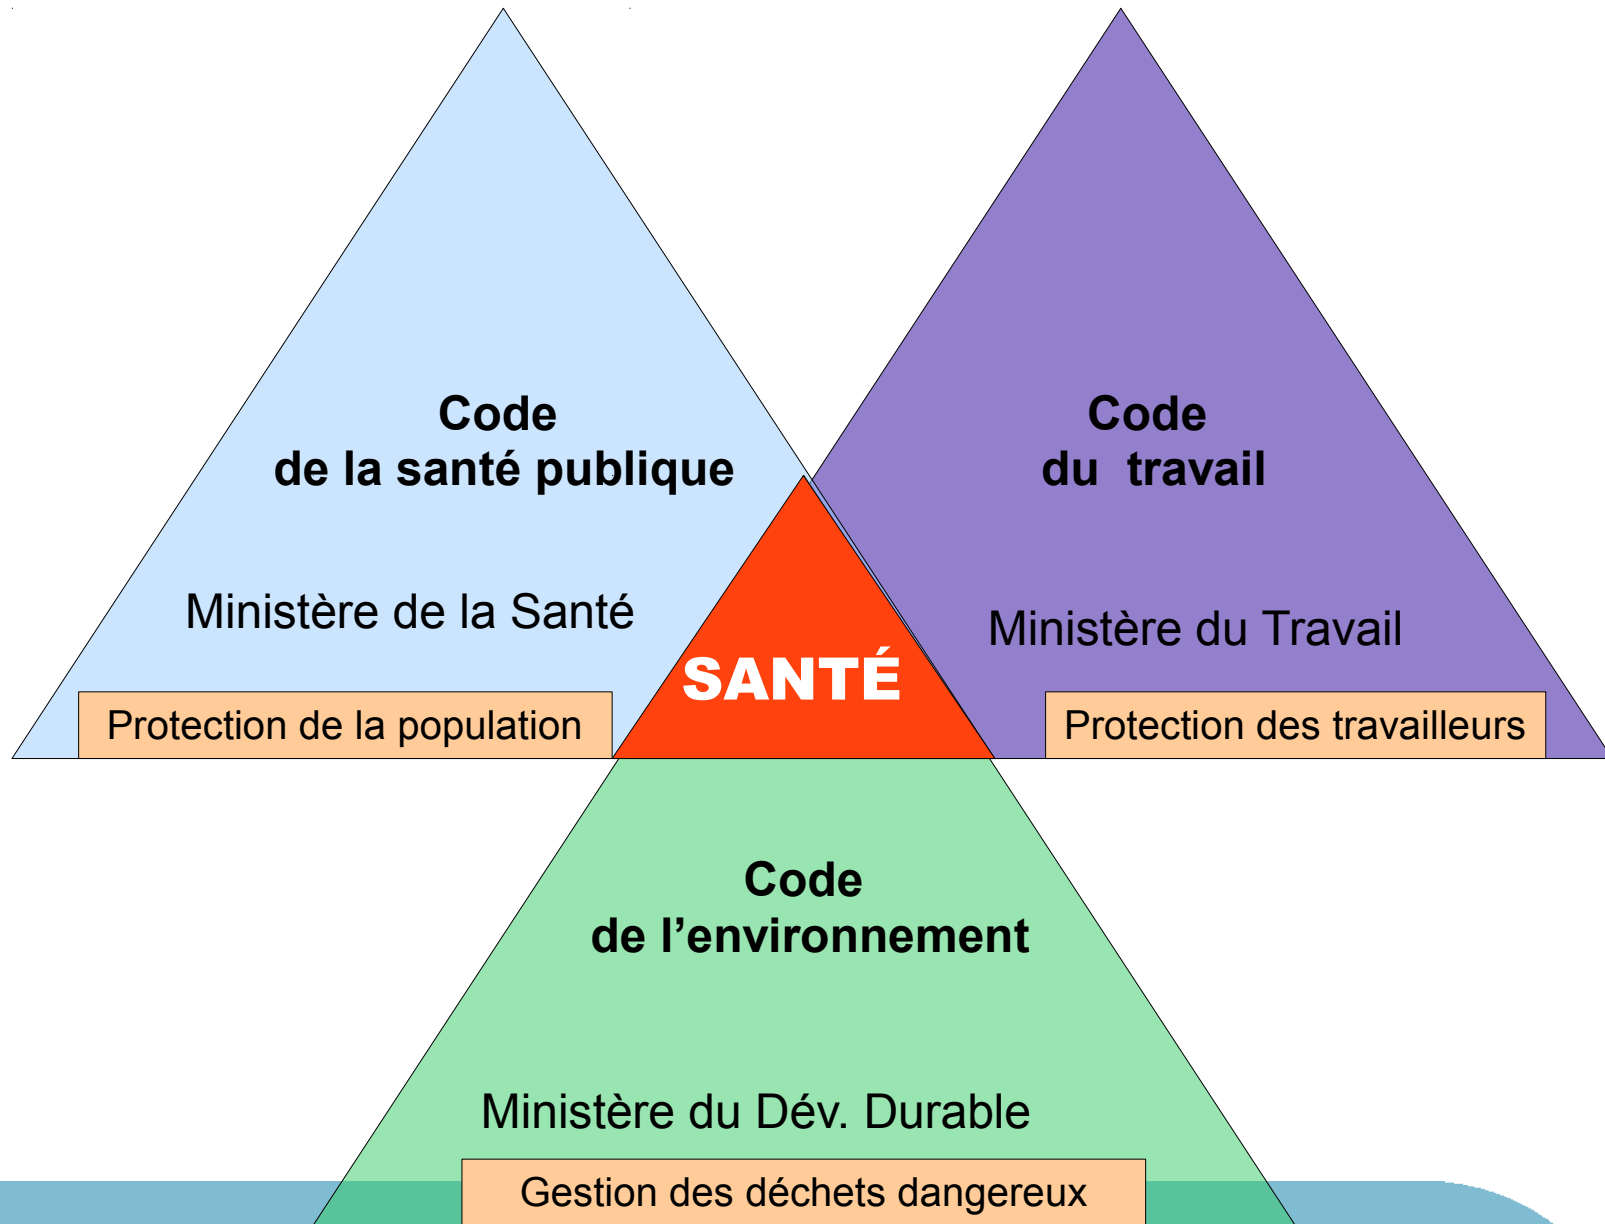 Code
de la santé publique
Ministère de la Santé
Protection de la population
Code
du travail
Ministère du Travail
Protection des travailleurs
SANTÉ
Code
de l’environnement
Ministère du Dév. Durable
Gestion des déchets dangereux